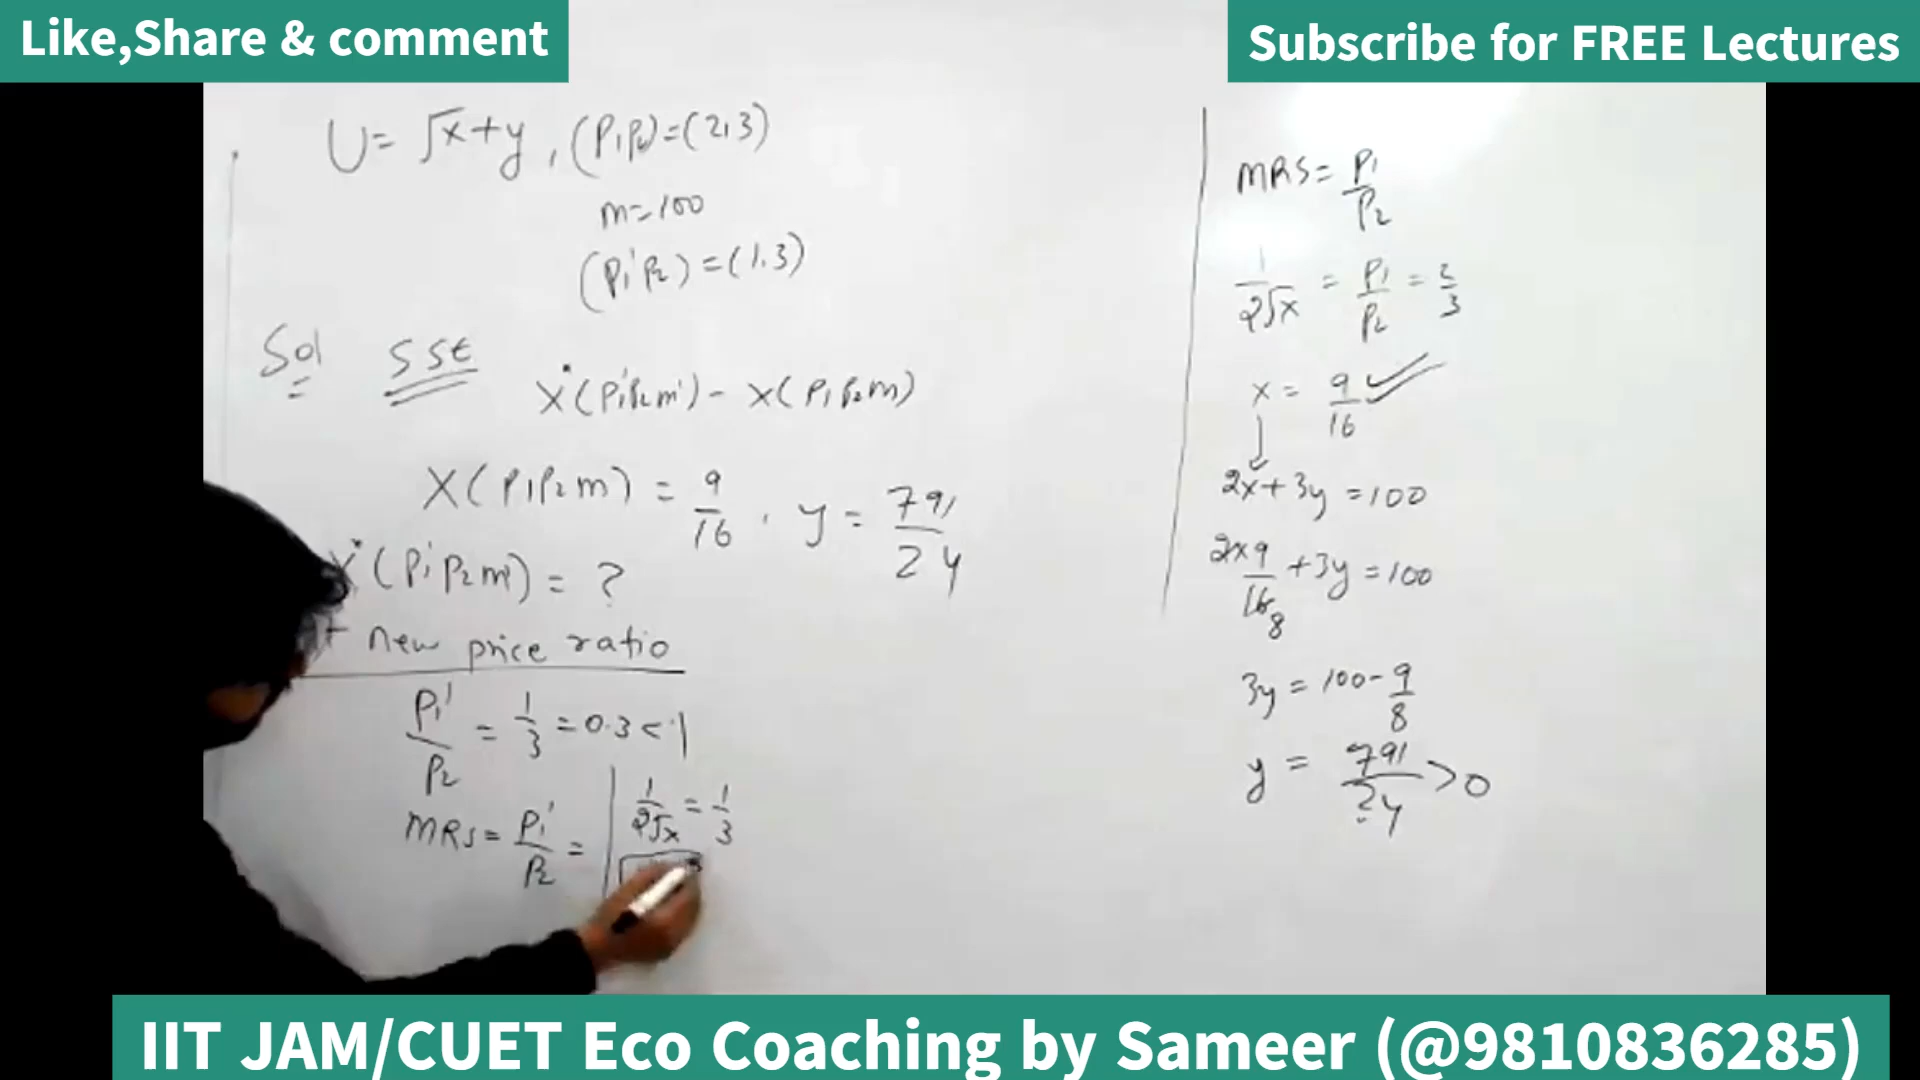 Like,Share & comment
Subscribe for FREE Lectures
U= √x+y, (P₁P₂)=(2,3)
m=100
(P₁'P₂) =(1.3)
Sol SSE
X*(P₁'P₂m')- X(P₁P₂m)
X(P₁P₂m) = 9/16 , y = 791/24
X*(P₁'P₂m') = ?
new price ratio
P₁'/P₂ = 1/3 =0.3<1
MRS= P₁'/P₂ = 1/2√x = 1/3
MRS= P₁/P₂
1/2√x = P₁/P₂ = 2/3
x = 9/16
2x+3y =100
2x9/16 8 +3y =100
3y = 100-9/8
y = 791/24 >0
IIT JAM/CUET Eco Coaching by Sameer (@9810836285)